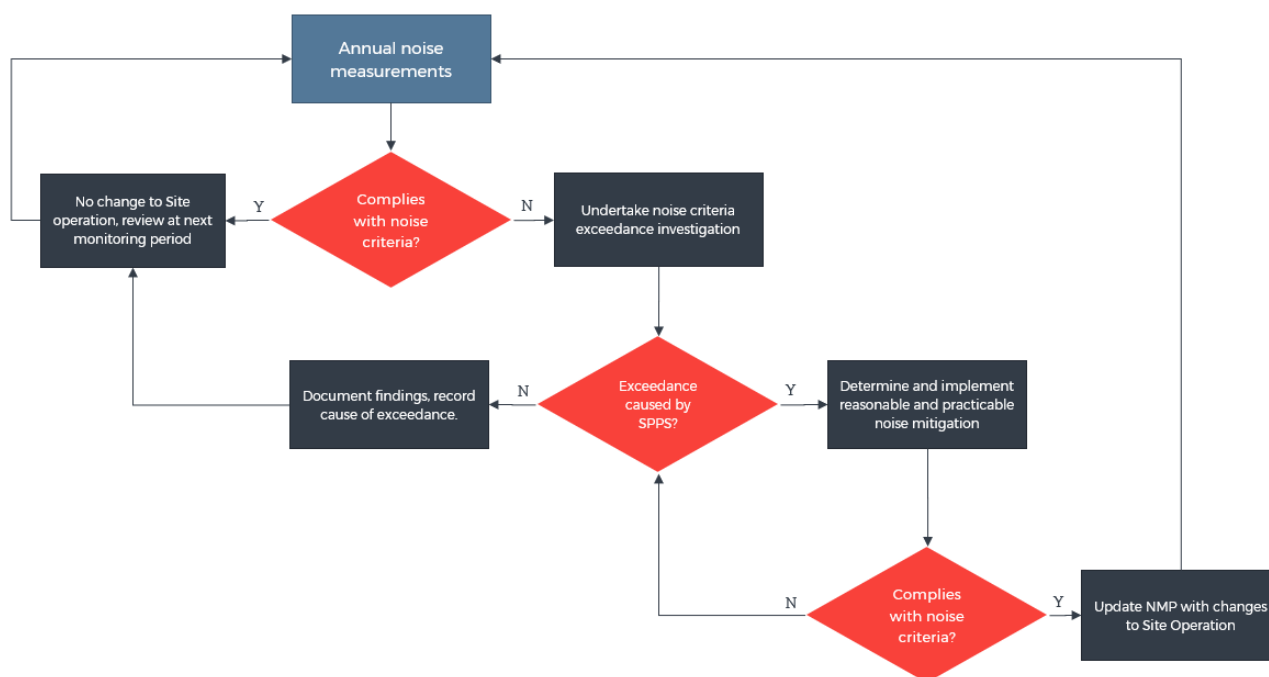 Annual noise
measurements
No change to Site
operation, review at next
monitoring period
Y
Complies
with noise
criteria?
N
Undertake noise criteria
exceedance investigation
Document findings, record
cause of exceedance.
N
Exceedance
caused by
SPPS?
Y
Determine and implement
reasonable and practicable
noise mitigation
N
Complies
with noise
criteria?
Y
Update NMP with changes
to Site Operation